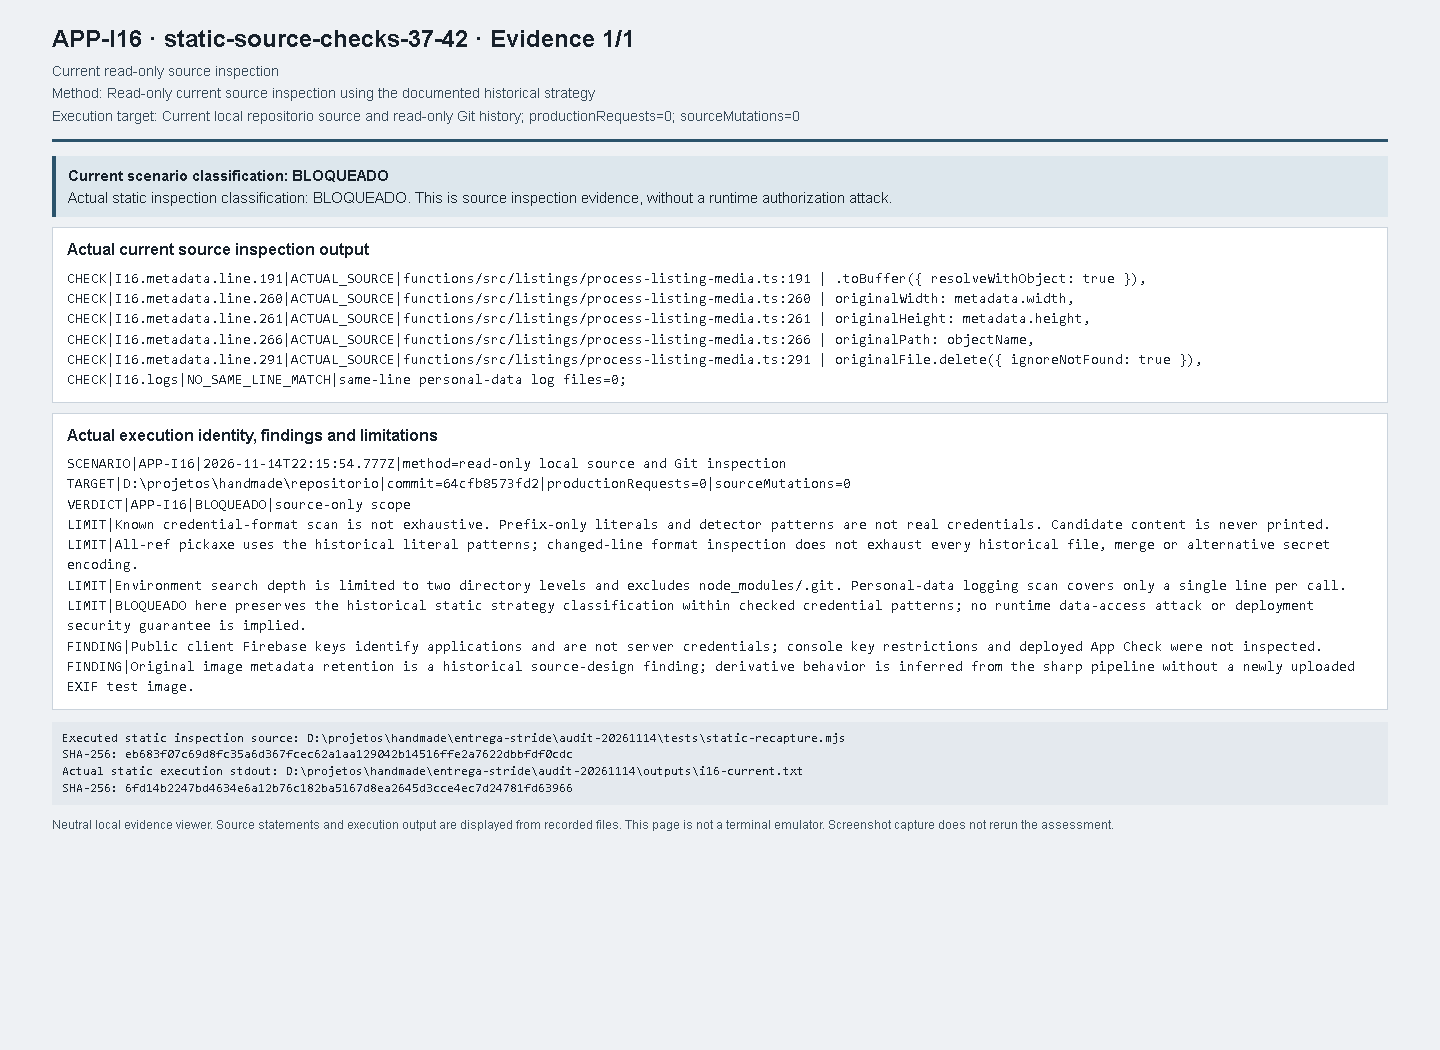 APP-I16 · static-source-checks-37-42 · Evidence 1/1
Current read-only source inspection
Method: Read-only current source inspection using the documented historical strategy
Execution target: Current local repositorio source and read-only Git history; productionRequests=0; sourceMutations=0
Current scenario classification: BLOQUEADO
Actual static inspection classification: BLOQUEADO. This is source inspection evidence, without a runtime authorization attack.
Actual current source inspection output
CHECK|I16.metadata.line.191|ACTUAL_SOURCE|functions/src/listings/process-listing-media.ts:191 | .toBuffer({ resolveWithObject: true }),
CHECK|I16.metadata.line.260|ACTUAL_SOURCE|functions/src/listings/process-listing-media.ts:260 | originalWidth: metadata.width,
CHECK|I16.metadata.line.261|ACTUAL_SOURCE|functions/src/listings/process-listing-media.ts:261 | originalHeight: metadata.height,
CHECK|I16.metadata.line.266|ACTUAL_SOURCE|functions/src/listings/process-listing-media.ts:266 | originalPath: objectName,
CHECK|I16.metadata.line.291|ACTUAL_SOURCE|functions/src/listings/process-listing-media.ts:291 | originalFile.delete({ ignoreNotFound: true }),
CHECK|I16.logs|NO_SAME_LINE_MATCH|same-line personal-data log files=0;
Actual execution identity, findings and limitations
SCENARIO|APP-I16|2026-11-14T22:15:54.777Z|method=read-only local source and Git inspection
TARGET|D:\projetos\handmade\repositorio|commit=64cfb8573fd2|productionRequests=0|sourceMutations=0
VERDICT|APP-I16|BLOQUEADO|source-only scope
LIMIT|Known credential-format scan is not exhaustive. Prefix-only literals and detector patterns are not real credentials. Candidate content is never printed.
LIMIT|All-ref pickaxe uses the historical literal patterns; changed-line format inspection does not exhaust every historical file, merge or alternative secret
encoding.
LIMIT|Environment search depth is limited to two directory levels and excludes node_modules/.git. Personal-data logging scan covers only a single line per call.
LIMIT|BLOQUEADO here preserves the historical static strategy classification within checked credential patterns; no runtime data-access attack or deployment
security guarantee is implied.
FINDING|Public client Firebase keys identify applications and are not server credentials; console key restrictions and deployed App Check were not inspected.
FINDING|Original image metadata retention is a historical source-design finding; derivative behavior is inferred from the sharp pipeline without a newly uploaded
EXIF test image.
Executed static inspection source: D:\projetos\handmade\entrega-stride\audit-20261114\tests\static-recapture.mjs
SHA-256: eb683f07c69d8fc35a6d367fcec62a1aa129042b14516ffe2a7622dbbfdf0cdc
Actual static execution stdout: D:\projetos\handmade\entrega-stride\audit-20261114\outputs\i16-current.txt
SHA-256: 6fd14b2247bd4634e6a12b76c182ba5167d8ea2645d3cce4ec7d24781fd63966
Neutral local evidence viewer. Source statements and execution output are displayed from recorded files. This page is not a terminal emulator. Screenshot capture does not rerun the assessment.